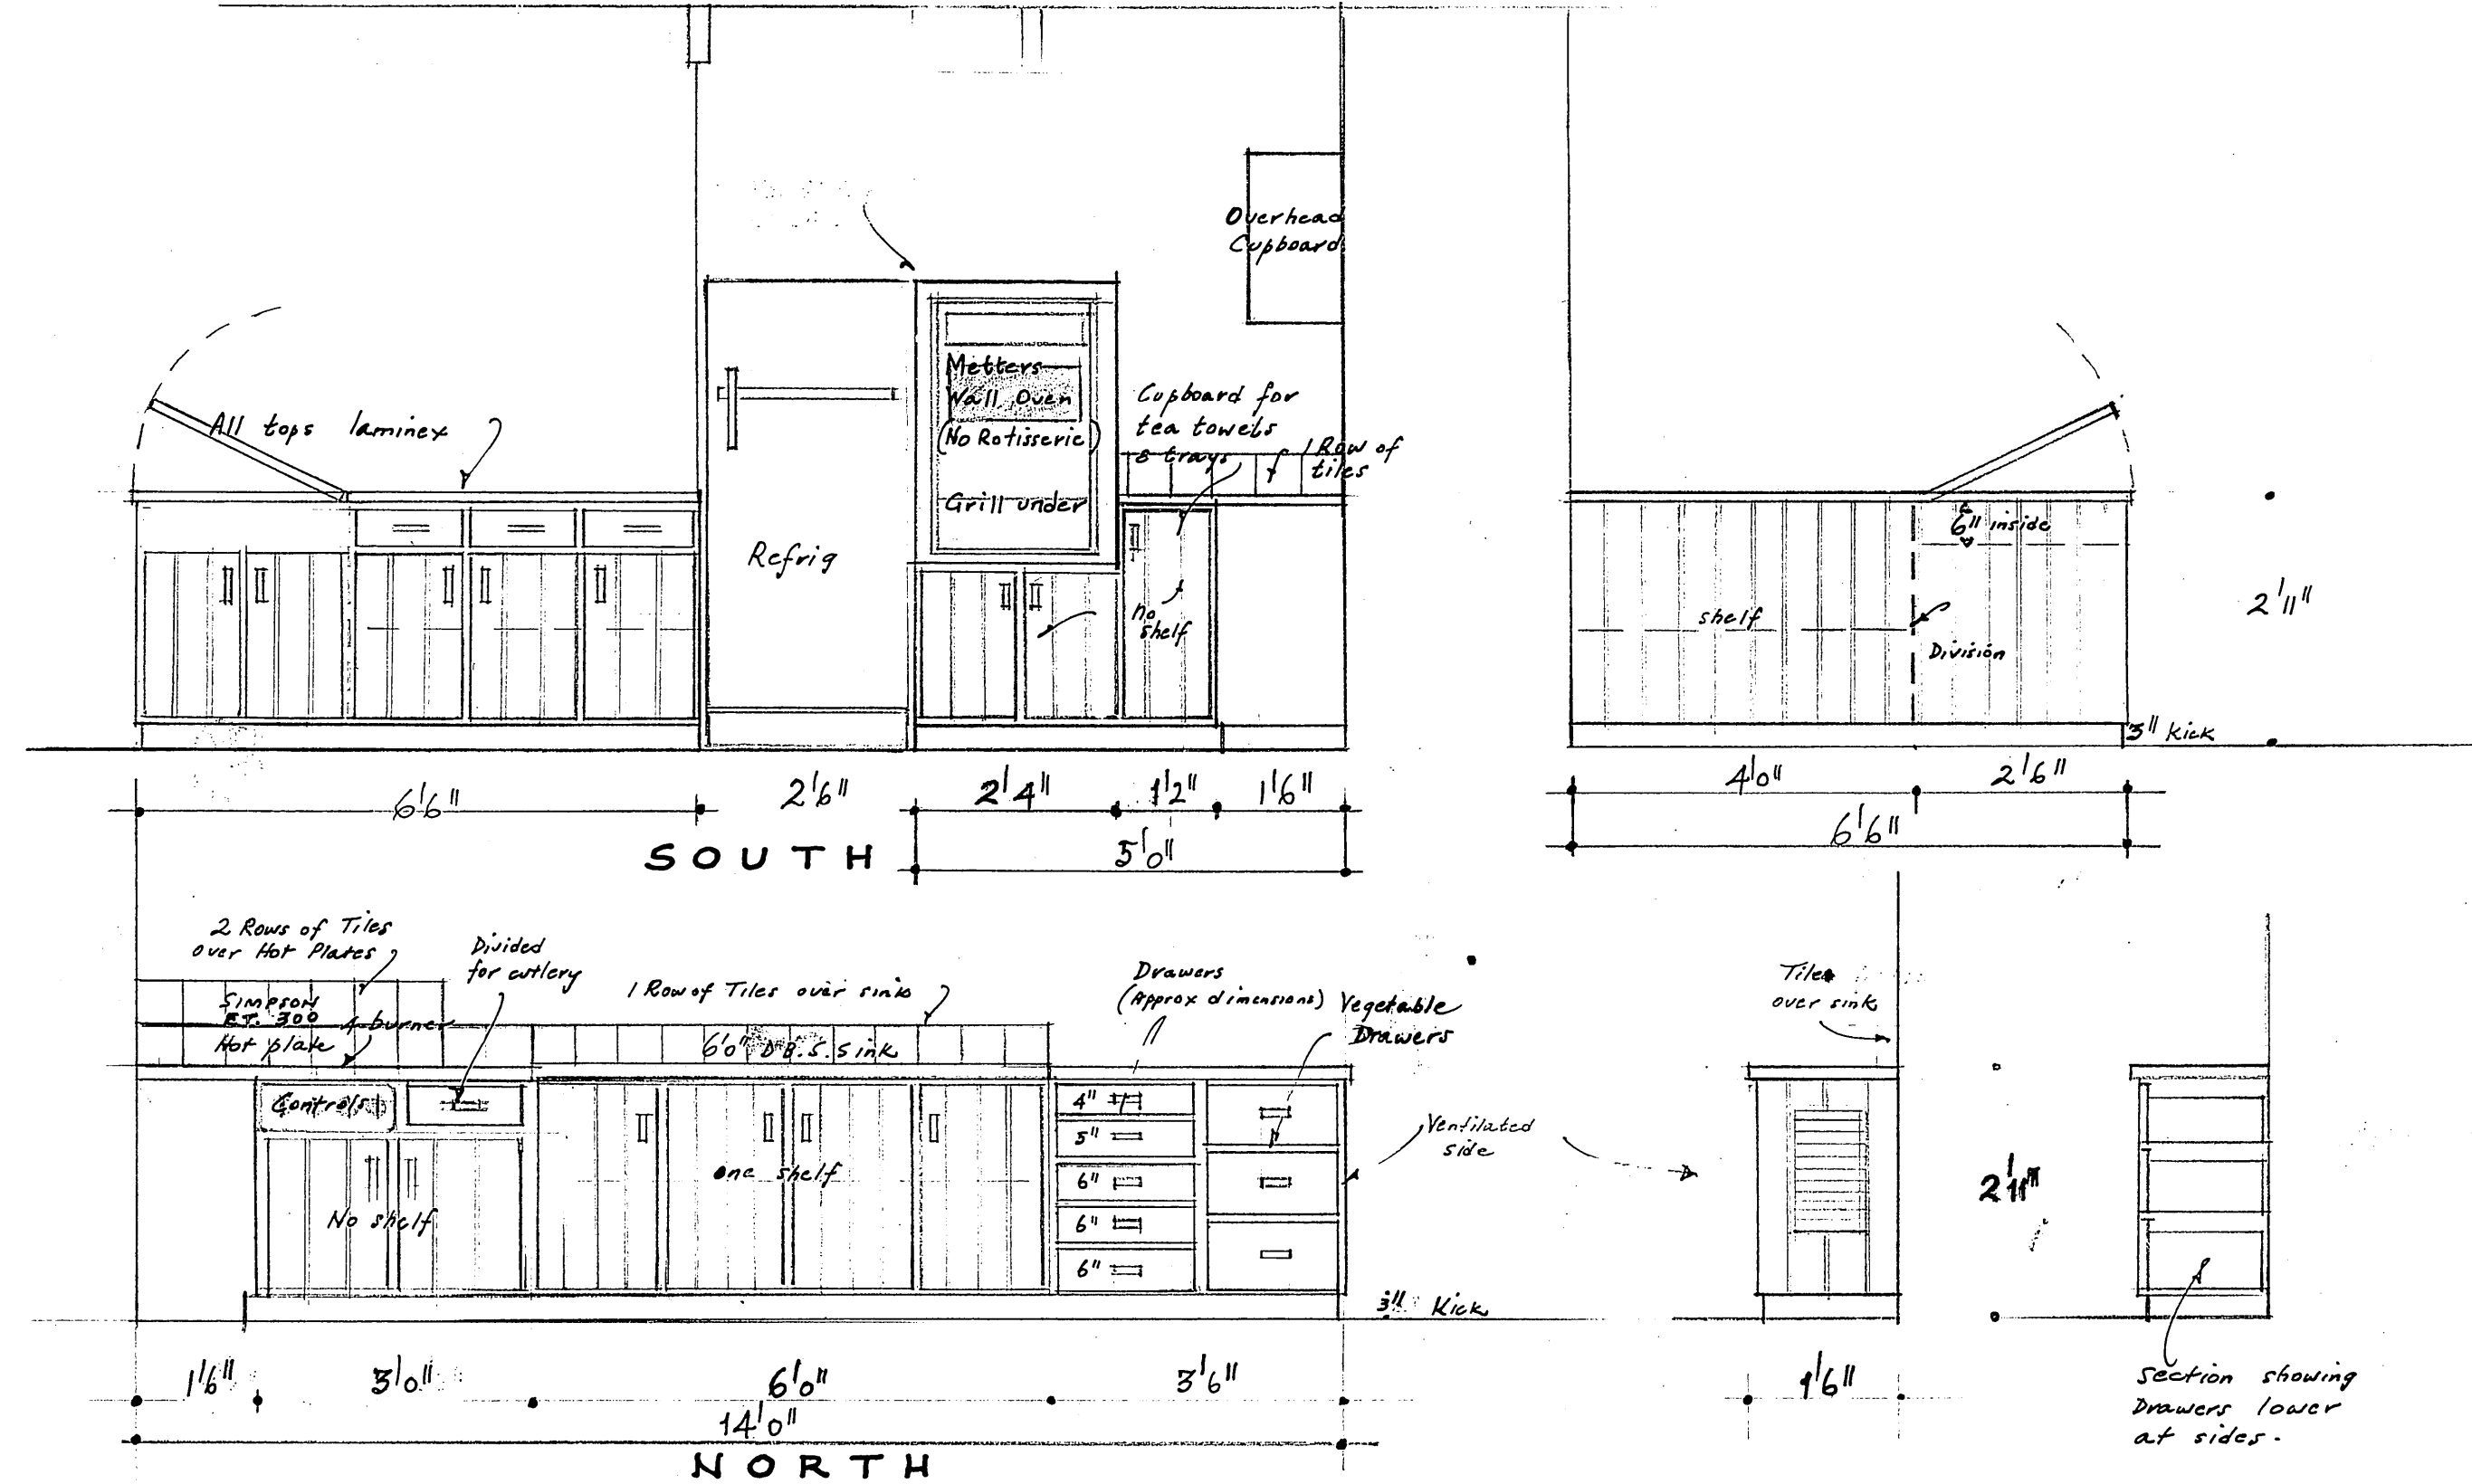 Overhead
Cupboard
All tops laminex
Metters
Wall Oven
(No Rotisserie)
Grill under
Cupboard for
tea towels
& trays
1 Row of
tiles
Refrig
no
shelf
6" inside
shelf
Division
2'11"
3" Kick
6'6"
2'6"
2'4"
1'2"
1'6"
5'0"
4'0"
2'6"
6'6"
SOUTH
2 Rows of Tiles
over Hot Plates
Divided
for cutlery
1 Row of Tiles over sink
Drawers
(Approx dimensions)
Vegetable
Drawers
Tiles
over sink
SIMPSON
ET. 300
4 burner
Hot plate
6'0" D.B.S. Sink
Controls
4"
5"
6"
6"
6"
one shelf
No shelf
Ventilated
side
2'11"
3" Kick
1'6"
3'0"
6'0"
3'6"
14'0"
1'6"
Section showing
Drawers lower
at sides.
NORTH